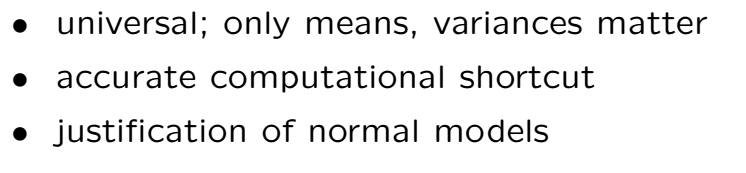 • universal; only means, variances matter
• accurate computational shortcut
• justification of normal models